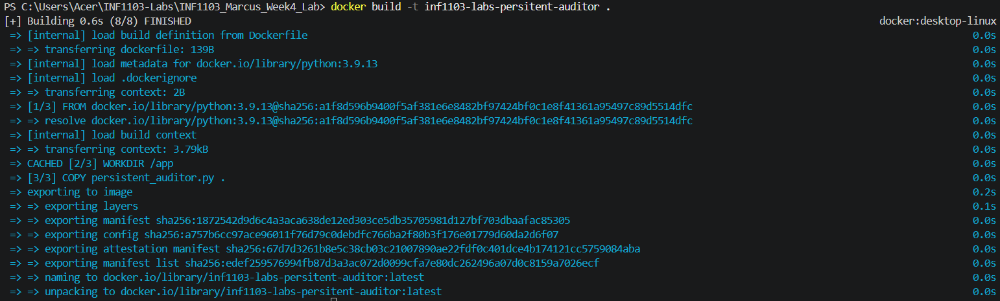 PS C:\Users\Acer\INF1103-Labs\INF1103_Marcus_Week4_Lab> docker build -t inf1103-labs-persitent-auditor .
[+] Building 0.6s (8/8) FINISHED docker:desktop-linux
=> [internal] load build definition from Dockerfile 0.0s
=> => transferring dockerfile: 139B 0.0s
=> [internal] load metadata for docker.io/library/python:3.9.13 0.0s
=> [internal] load .dockerignore 0.0s
=> => transferring context: 2B 0.0s
=> [1/3] FROM docker.io/library/python:3.9.13@sha256:a1f8d596b9400f5af381e6e8482bf97424bf0c1e8f41361a95497c89d5514dfc 0.0s
=> => resolve docker.io/library/python:3.9.13@sha256:a1f8d596b9400f5af381e6e8482bf97424bf0c1e8f41361a95497c89d5514dfc 0.0s
=> [internal] load build context 0.0s
=> => transferring context: 3.79kB 0.0s
=> CACHED [2/3] WORKDIR /app 0.0s
=> [3/3] COPY persistent_auditor.py . 0.0s
=> exporting to image 0.2s
=> => exporting layers 0.1s
=> => exporting manifest sha256:1872542d9d6c4a3aca638de12ed303ce5db35705981d127bf703dbaafac85305 0.0s
=> => exporting config sha256:a757b6cc97ace96011f76d79c0debdfc766ba2f80b3f176e01779d60da2d6f07 0.0s
=> => exporting attestation manifest sha256:67d7d3261b8e5c38cb03c21007890ae22fdf0c401dce4b174121cc5759084aba 0.0s
=> => exporting manifest list sha256:edef259576994fb87d3a3ac072d0099cfa7e80dc262496a07d0c8159a7026ecf 0.0s
=> => naming to docker.io/library/inf1103-labs-persitent-auditor:latest 0.0s
=> => unpacking to docker.io/library/inf1103-labs-persitent-auditor:latest 0.0s